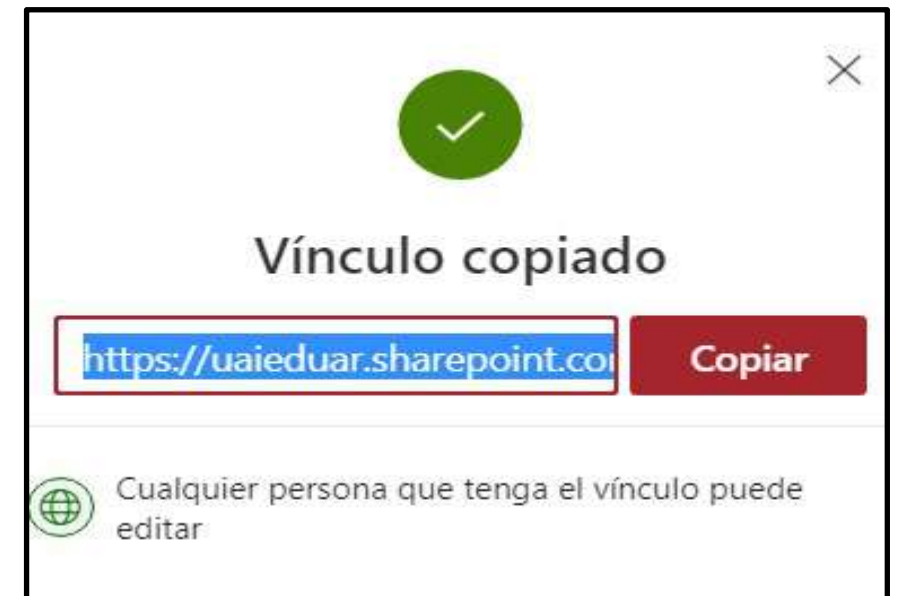 Vínculo copiado
https://uaieduar.sharepoint.co
Copiar
Cualquier persona que tenga el vínculo puede
editar